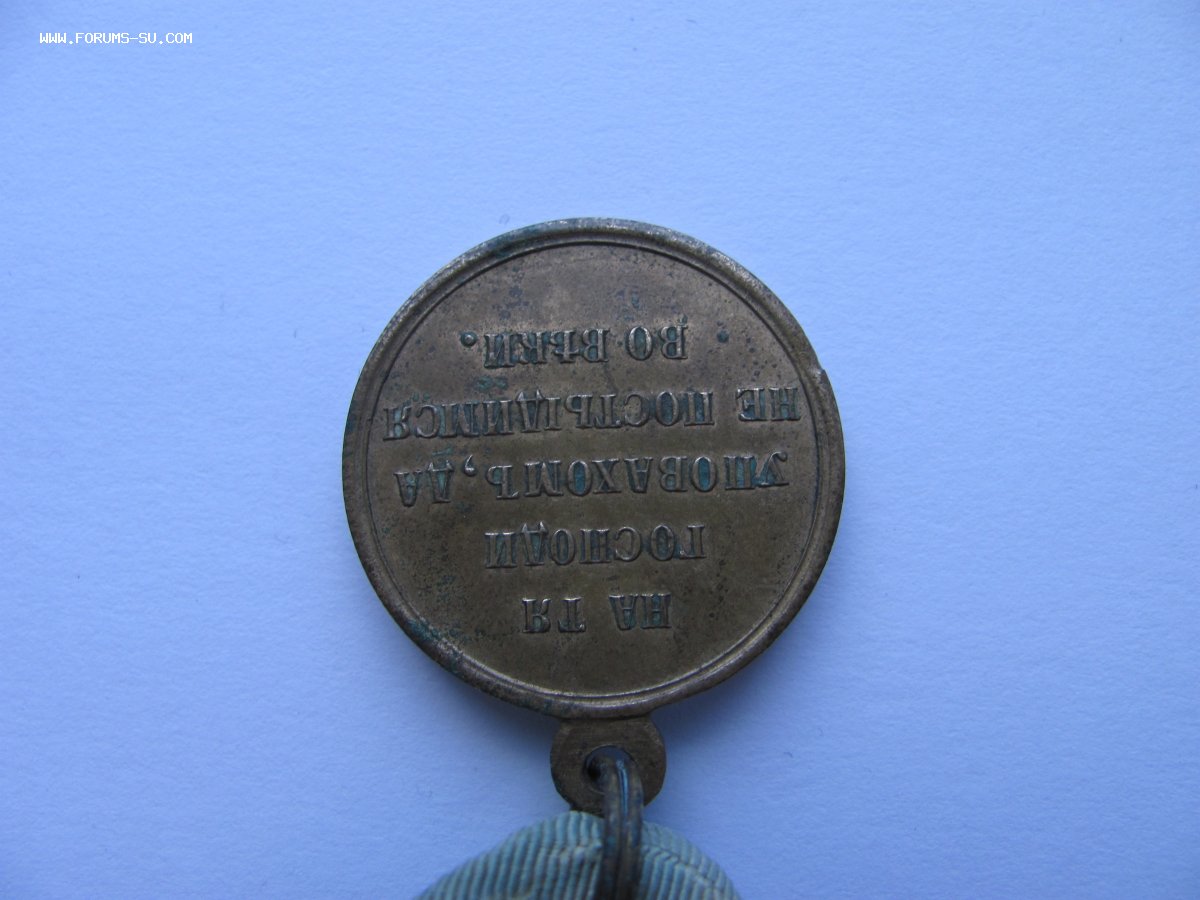 WWW.FORUMS-SU.COM
НА ТЯ
ГОСПОДИ
УПОВАХОМЪ, ДА
НЕ ПОСТЫДИМСЯ
ВО ВѢКИ.